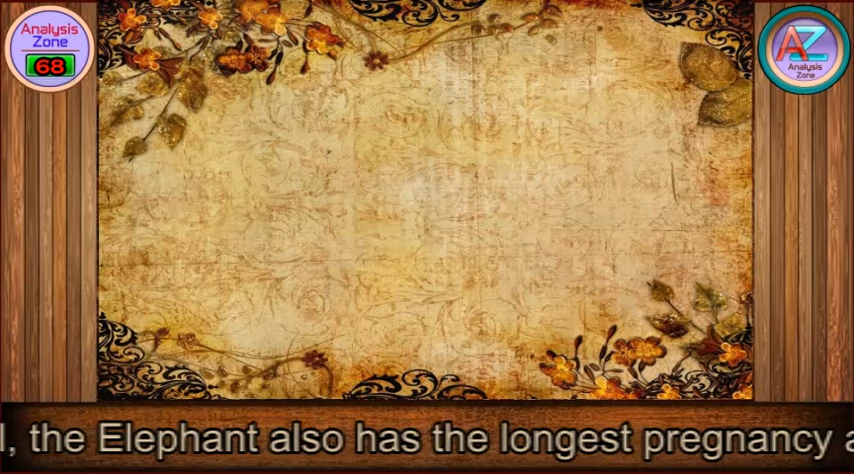 Analysis
Zone
68
AZ
Analysis
Zone
, the Elephant also has the longest pregnancy